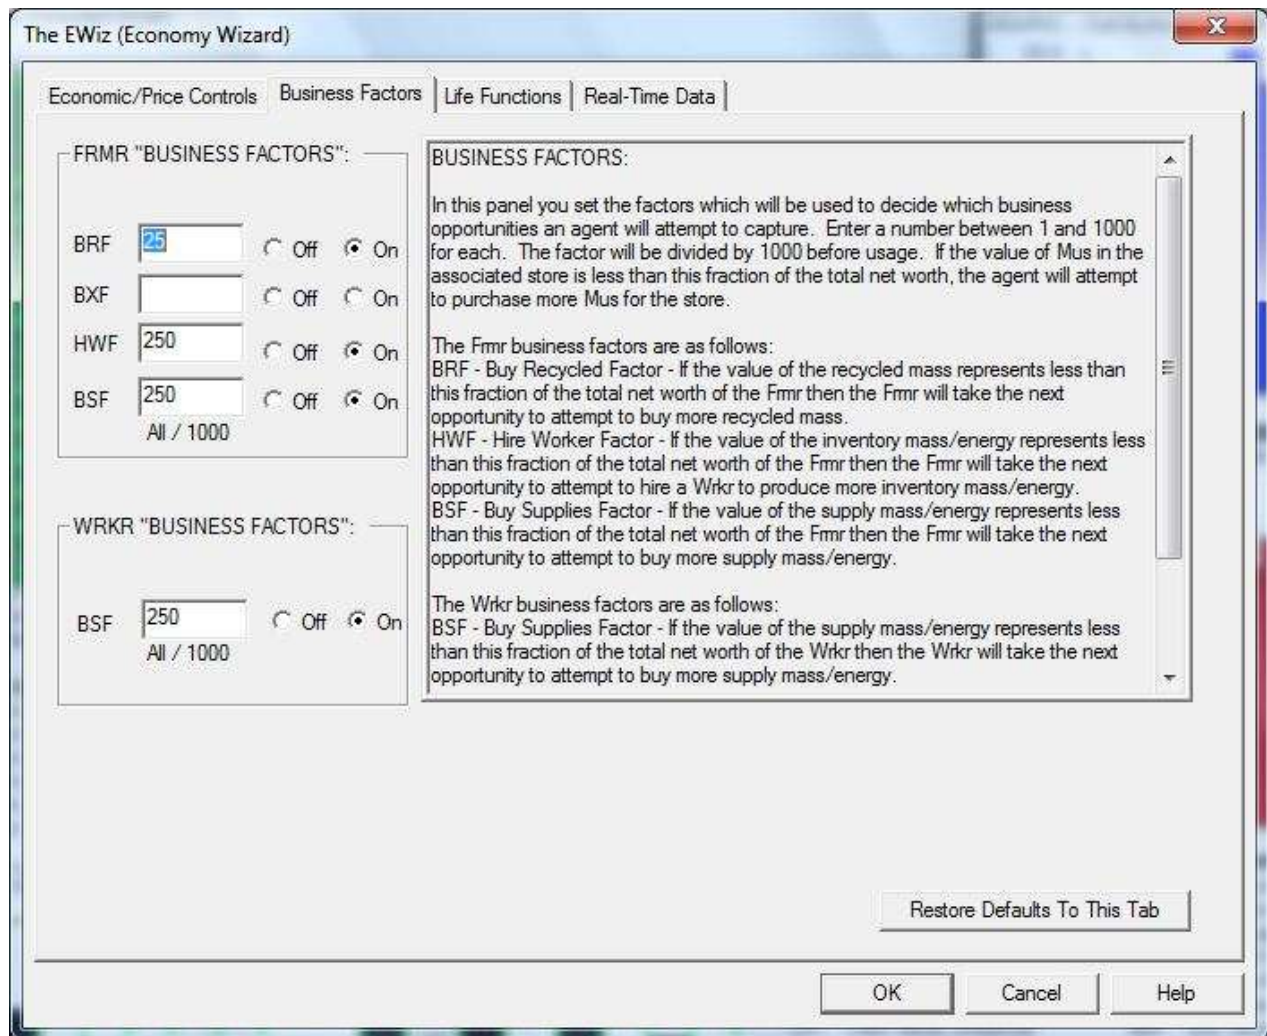 The EWiz (Economy Wizard)
Economic/Price Controls
Business Factors
Life Functions
Real-Time Data
FRMR "BUSINESS FACTORS":
BRF 25 Off On
BXF Off On
HWF 250 Off On
BSF 250 Off On
All / 1000
WRKR "BUSINESS FACTORS":
BSF 250 Off On
All / 1000
BUSINESS FACTORS:
In this panel you set the factors which will be used to decide which business
opportunities an agent will attempt to capture. Enter a number between 1 and 1000
for each. The factor will be divided by 1000 before usage. If the value of Mus in the
associated store is less than this fraction of the total net worth, the agent will attempt
to purchase more Mus for the store.
The Frmr business factors are as follows:
BRF - Buy Recycled Factor - If the value of the recycled mass represents less than
this fraction of the total net worth of the Frmr then the Frmr will take the next
opportunity to attempt to buy more recycled mass.
HWF - Hire Worker Factor - If the value of the inventory mass/energy represents less
than this fraction of the total net worth of the Frmr then the Frmr will take the next
opportunity to attempt to hire a Wrkr to produce more inventory mass/energy.
BSF - Buy Supplies Factor - If the value of the supply mass/energy represents less
than this fraction of the total net worth of the Frmr then the Frmr will take the next
opportunity to attempt to buy more supply mass/energy.
The Wrkr business factors are as follows:
BSF - Buy Supplies Factor - If the value of the supply mass/energy represents less
than this fraction of the total net worth of the Wrkr then the Wrkr will take the next
opportunity to attempt to buy more supply mass/energy.
Restore Defaults To This Tab
OK
Cancel
Help